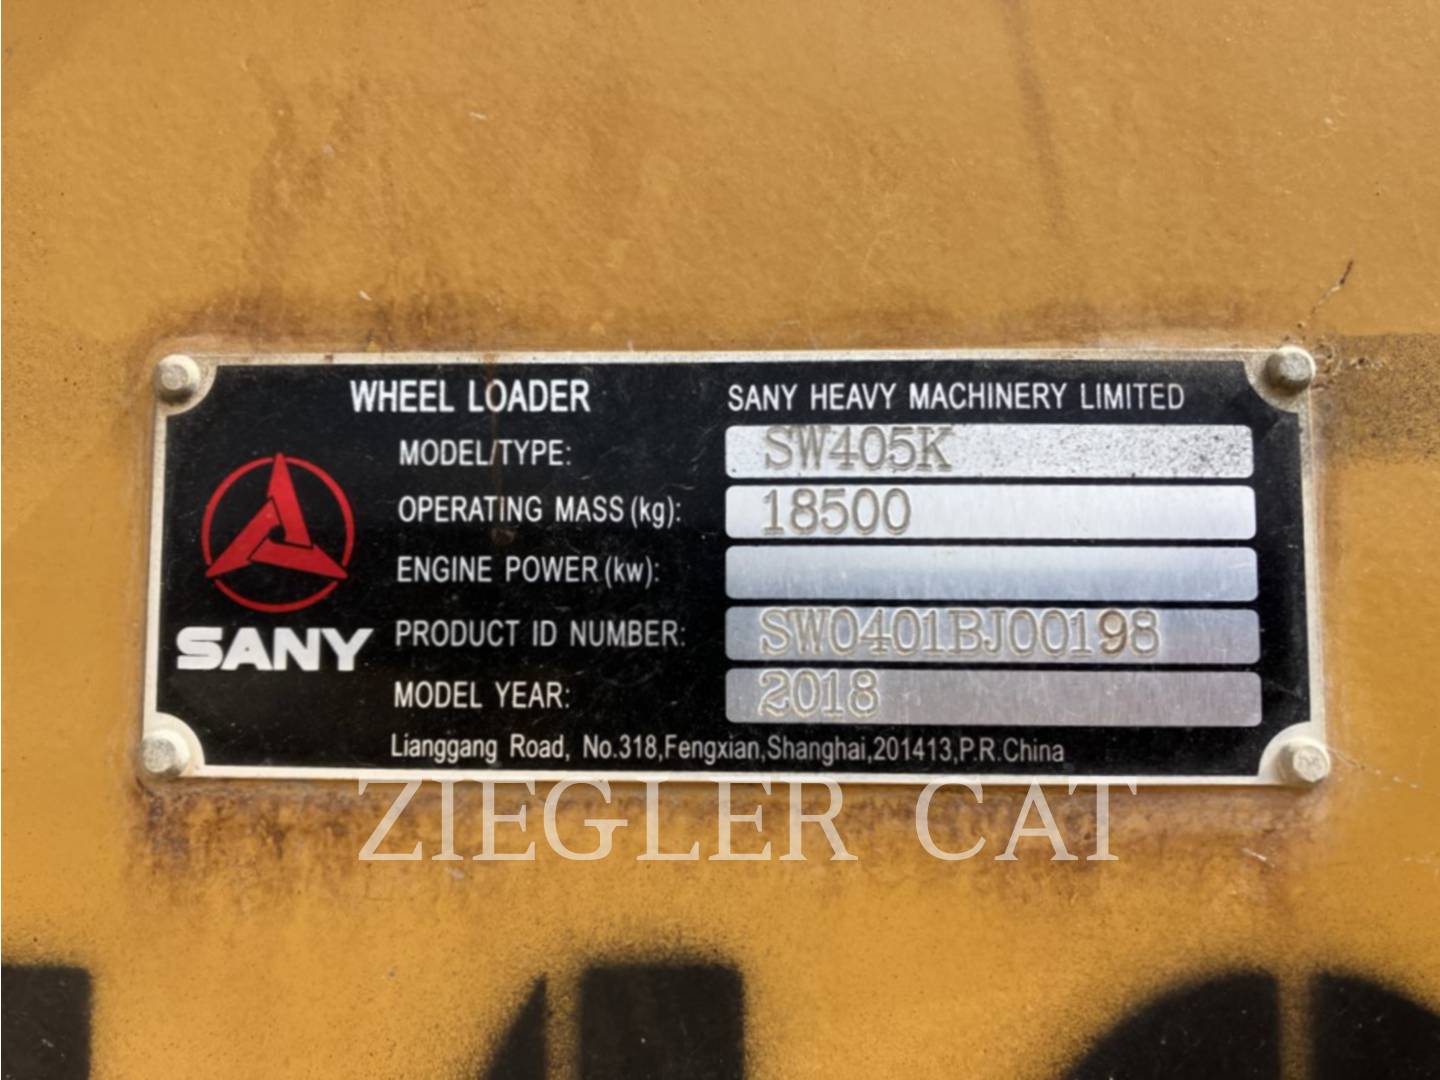 WHEEL LOADER
SANY HEAVY MACHINERY LIMITED
MODEL/TYPE: SW405K
OPERATING MASS (kg): 18500
ENGINE POWER (kw):
PRODUCT ID NUMBER: SW0401BJ00198
MODEL YEAR: 2018
SANY
Lianggang Road, No.318,Fengxian,Shanghai,201413,P.R.China
ZIEGLER CAT